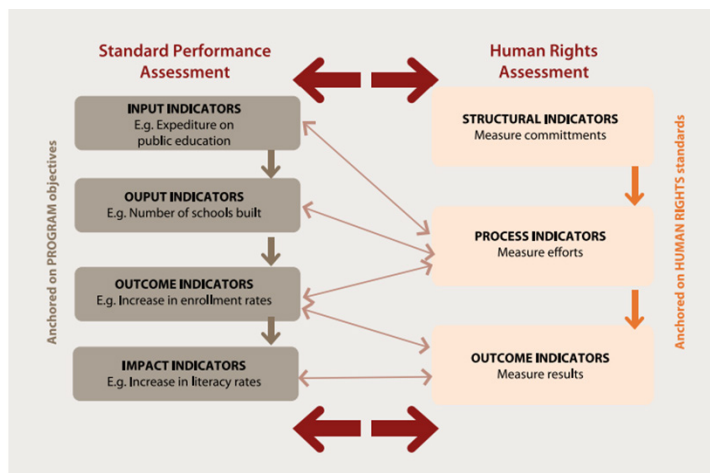 Standard Performance
Assessment
Human Rights
Assessment
Anchored on PROGRAM objectives
INPUT INDICATORS
E.g. Expediture on
public education
OUPUT INDICATORS
E.g. Number of schools built
OUTCOME INDICATORS
E.g. Increase in enrollment rates
IMPACT INDICATORS
E.g. Increase in literacy rates
STRUCTURAL INDICATORS
Measure committments
PROCESS INDICATORS
Measure efforts
OUTCOME INDICATORS
Measure results
Anchored on HUMAN RIGHTS standards